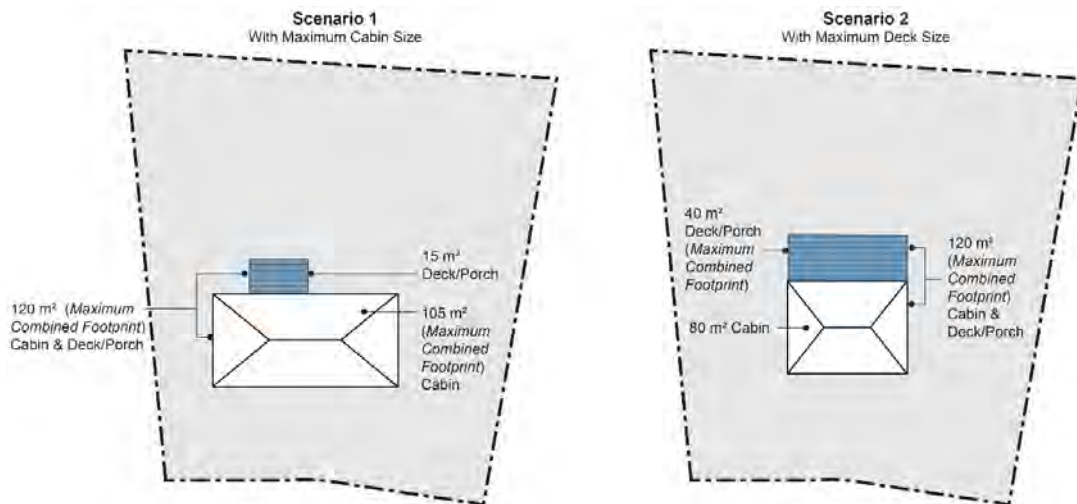 Scenario 1
With Maximum Cabin Size
15 m²
Deck/Porch
120 m² (Maximum
Combined Footprint)
Cabin & Deck/Porch
105 m²
(Maximum
Combined
Footprint)
Cabin
Scenario 2
With Maximum Deck Size
40 m²
Deck/Porch
(Maximum
Combined
Footprint)
120 m²
(Maximum
Combined
Footprint)
Cabin &
Deck/Porch
80 m² Cabin